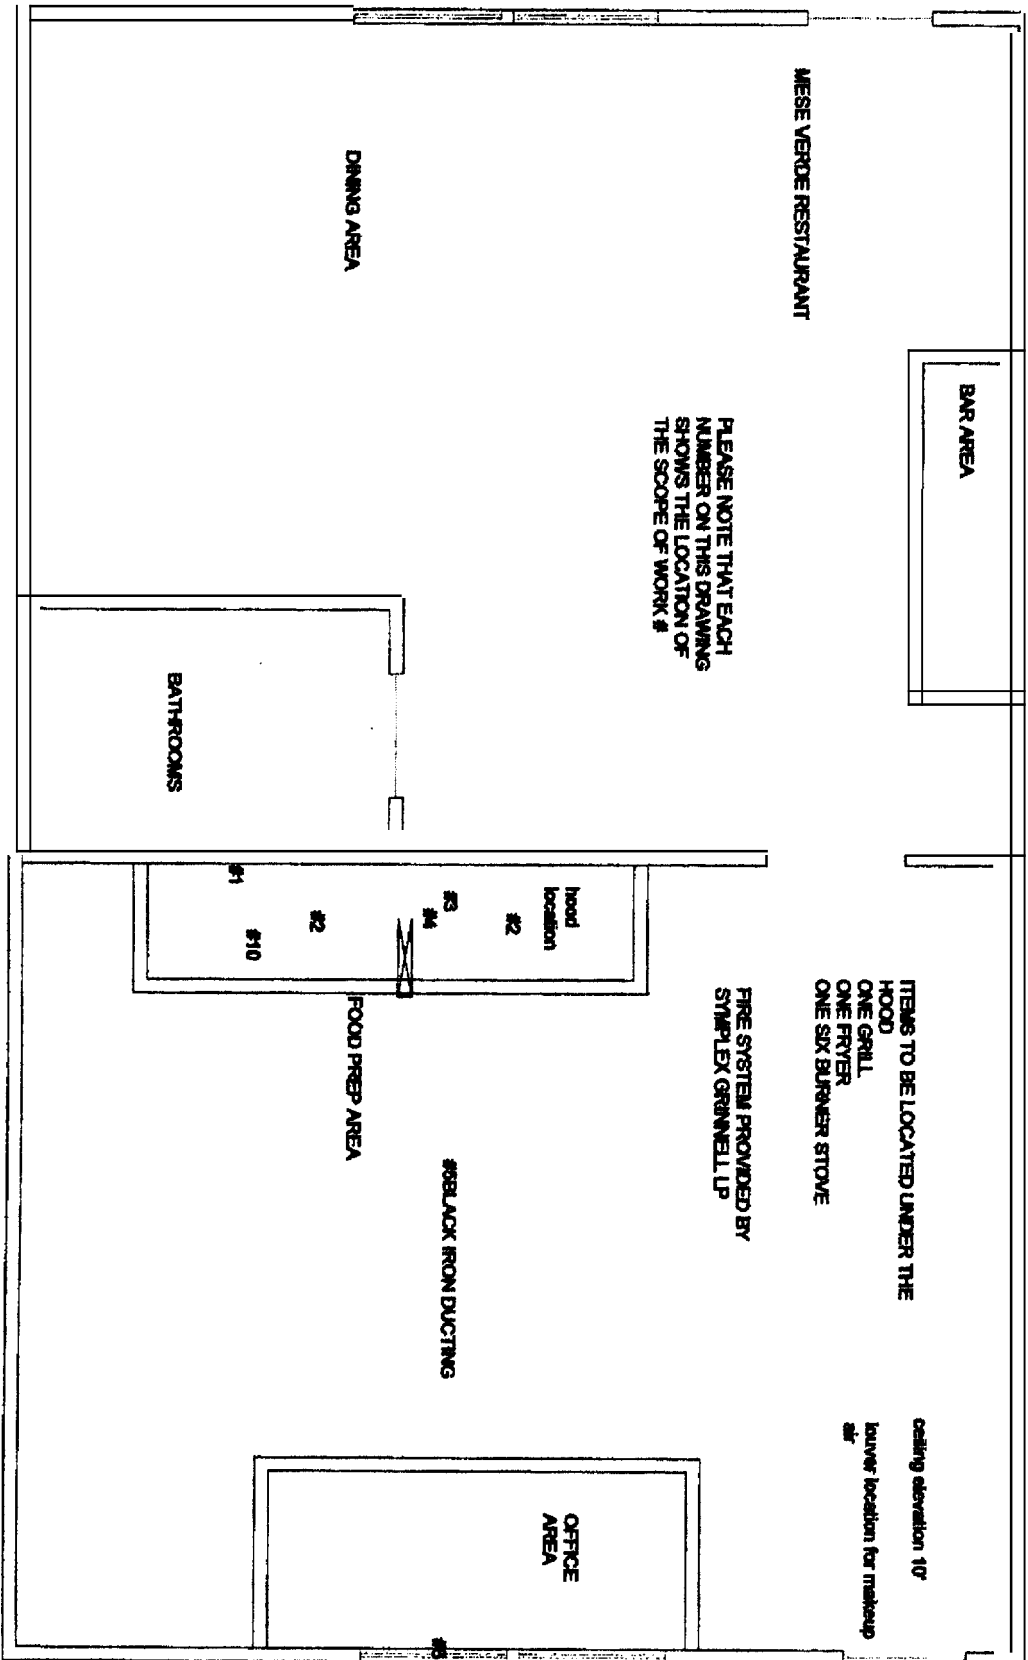 MESE VERDE RESTAURANT
BAR AREA
DINING AREA
PLEASE NOTE THAT EACH
NUMBER ON THIS DRAWING
SHOWS THE LOCATION OF
THE SCOPE OF WORK #
BATHROOMS
hood
location
#2
#3
#4
#2
#1
#10
FOOD PREP AREA
ITEMS TO BE LOCATED UNDER THE
HOOD
ONE GRILL
ONE FRYER
ONE SIX BURNER STOVE
FIRE SYSTEM PROVIDED BY
SYMPLEX GRINNELL LP
BLACK IRON DUCTING
ceiling elevation 10'
louver location for makeup
air
OFFICE
AREA